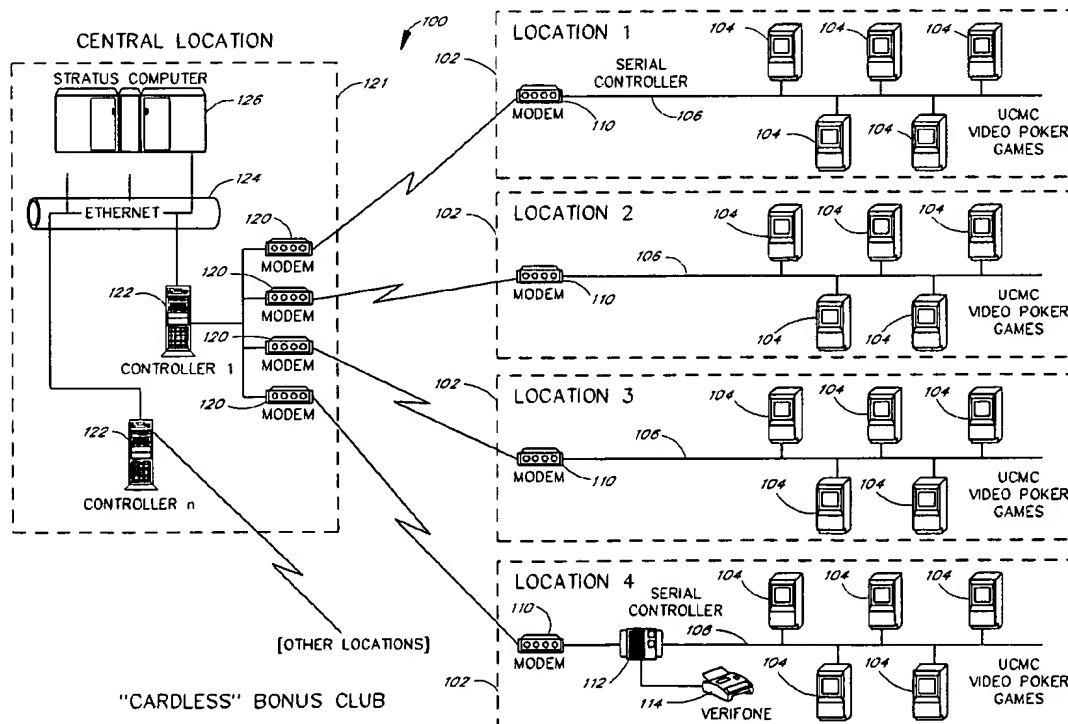 CENTRAL LOCATION
STRATUS COMPUTER
126
121
100
124
ETHERNET
120
MODEM
120
MODEM
120
MODEM
120
MODEM
122
CONTROLLER 1
122
CONTROLLER n
[OTHER LOCATIONS]
"CARDLESS" BONUS CLUB
LOCATION 1
102
SERIAL
CONTROLLER
MODEM
110
106
104
104
104
104
104
UCMC
VIDEO POKER
GAMES
LOCATION 2
102
MODEM
110
106
104
104
104
104
104
UCMC
VIDEO POKER
GAMES
LOCATION 3
102
MODEM
110
106
104
104
104
104
104
UCMC
VIDEO POKER
GAMES
LOCATION 4
102
110
MODEM
SERIAL
CONTROLLER
112
114
VERIFONE
106
104
104
104
104
104
UCMC
VIDEO POKER
GAMES